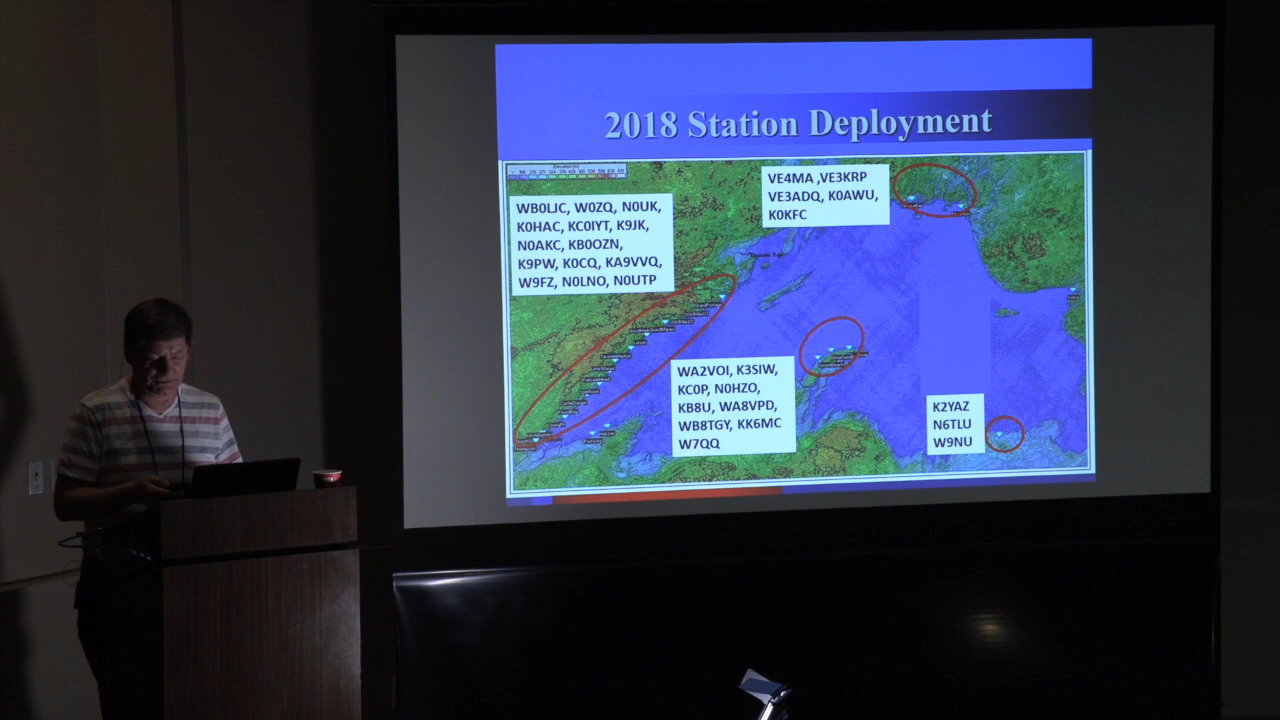 2018 Station Deployment
VE4MA ,VE3KRP
VE3ADQ, K0AWU,
K0KFC
WB0LJC, W0ZQ, N0UK,
K0HAC, KC0IYT, K9JK,
N0AKC, KB0OZN,
K9PW, K0CQ, KA9VVQ,
W9FZ, N0LNO, N0UTP
WA2VOI, K3SIW,
KC0P, N0HZO,
KB8U, WA8VPD,
WB8TGY, KK6MC
W7QQ
K2YAZ
N6TLU
W9NU